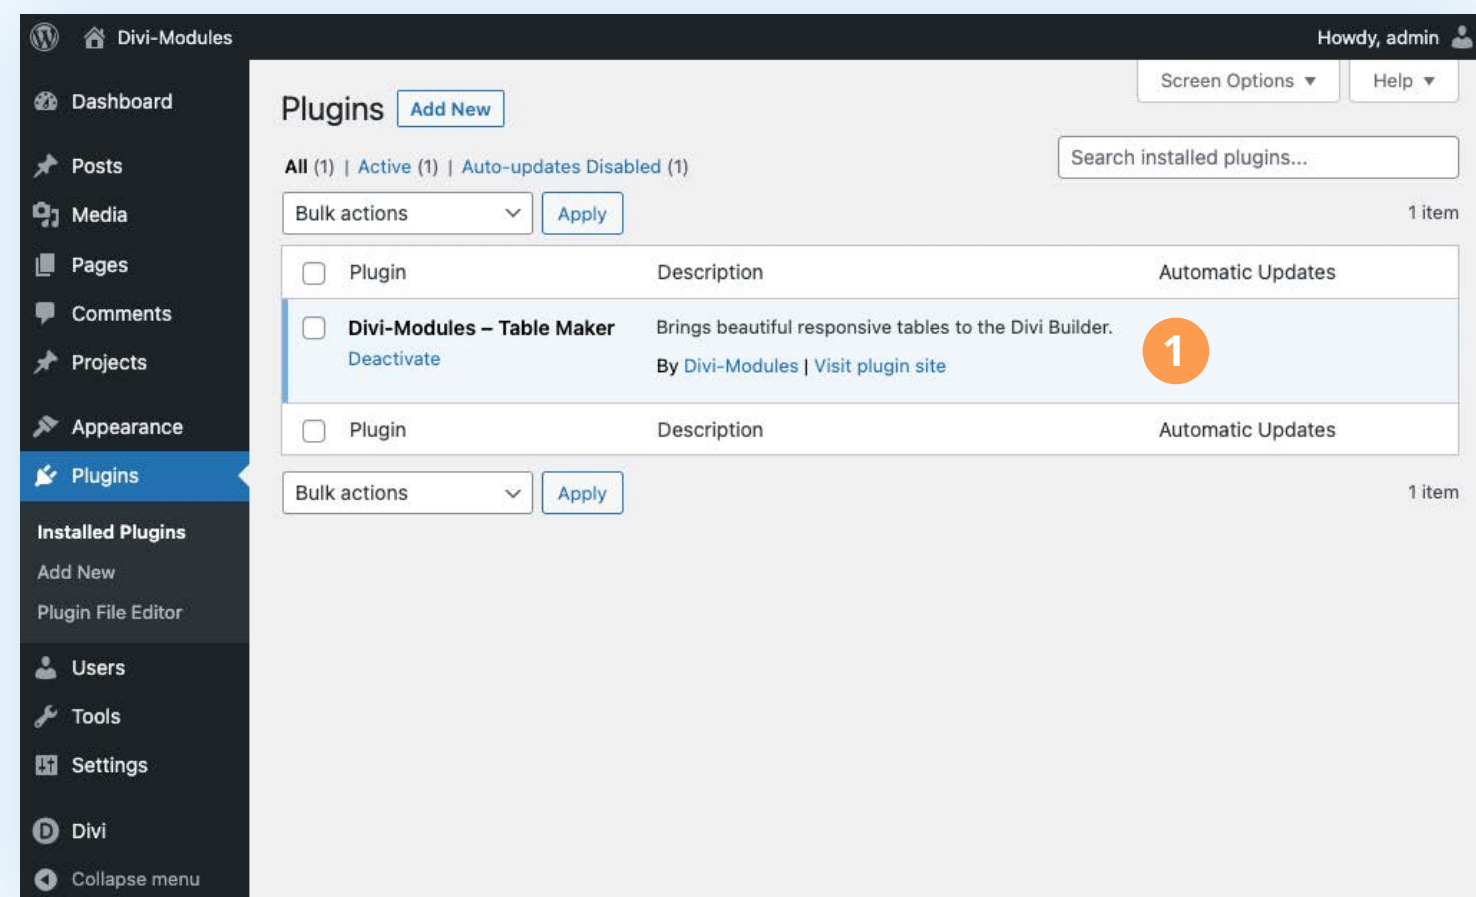 Divi-Modules
Howdy, admin
Dashboard
Posts
Media
Pages
Comments
Projects
Appearance
Plugins
Installed Plugins
Add New
Plugin File Editor
Users
Tools
Settings
Divi
Collapse menu
Screen Options ▼
Help ▼
Plugins Add New
All (1) | Active (1) | Auto-updates Disabled (1)
Search installed plugins...
Bulk actions Apply
1 item
Plugin Description Automatic Updates
Divi-Modules – Table Maker Brings beautiful responsive tables to the Divi Builder.
Deactivate By Divi-Modules | Visit plugin site
1
Plugin Description Automatic Updates
Bulk actions Apply
1 item